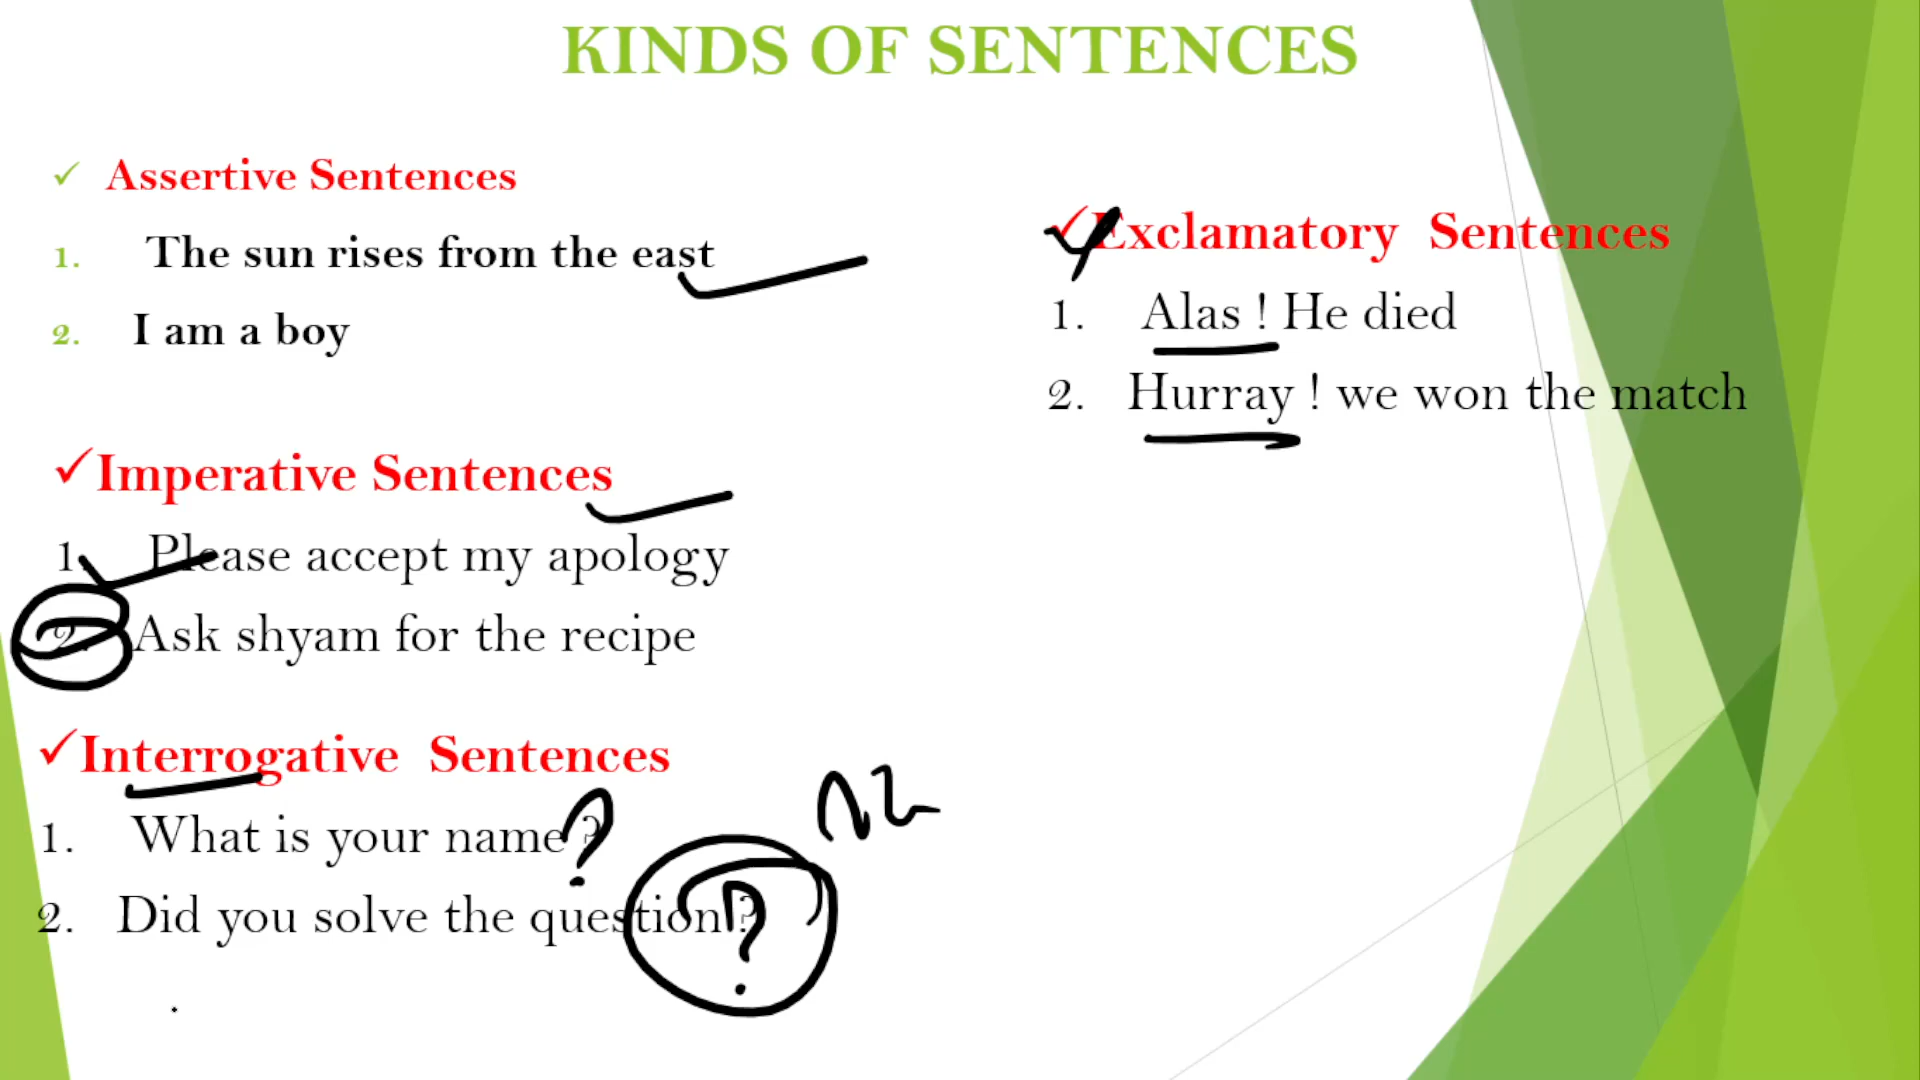 KINDS OF SENTENCES
Assertive Sentences
1. The sun rises from the east
2. I am a boy
Imperative Sentences
1. Please accept my apology
2. Ask shyam for the recipe
Interrogative Sentences
1. What is your name ?
?
2. Did you solve the question ?
?
Exclamatory Sentences
1. Alas ! He died
2. Hurray ! we won the match